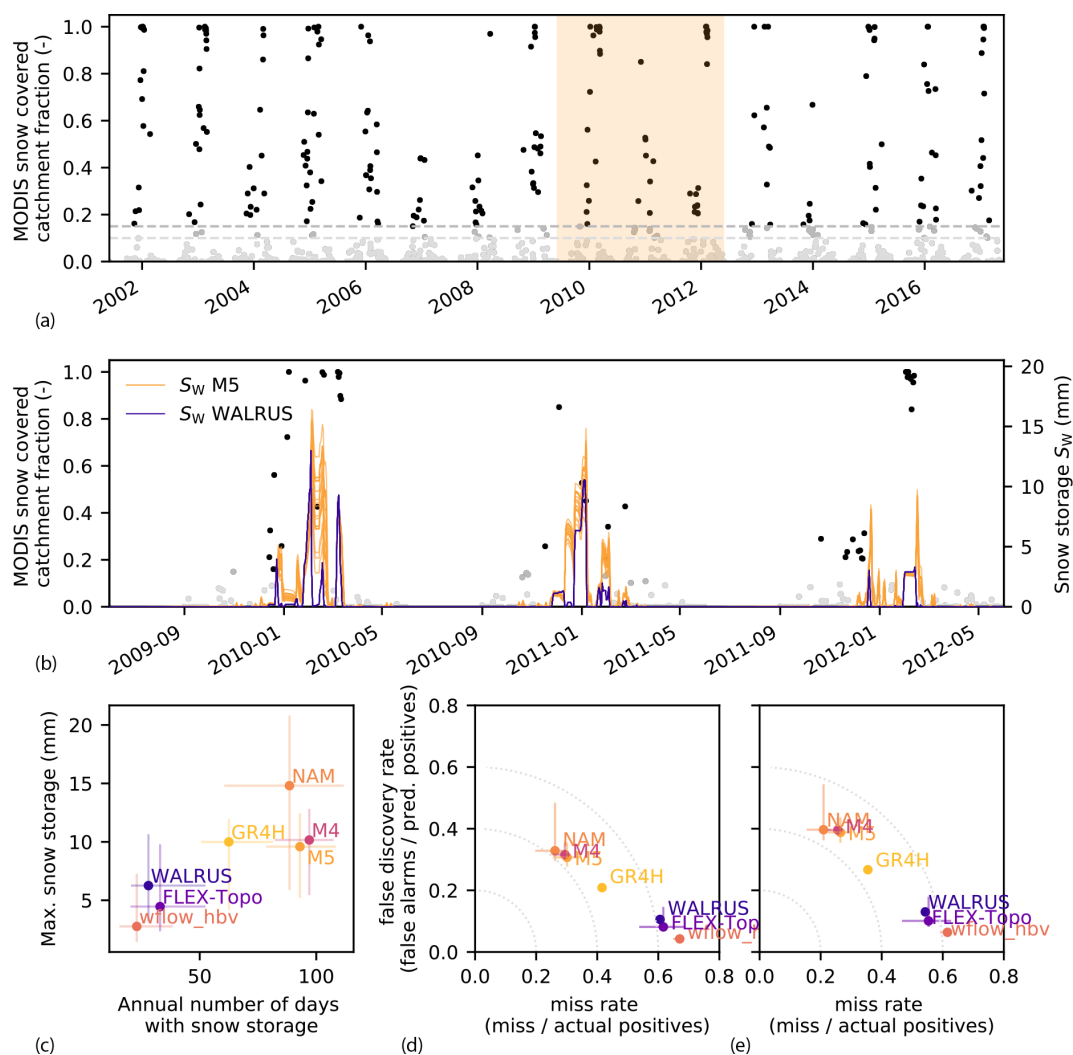 MODIS snow covered
catchment fraction (-)
1.0
0.8
0.6
0.4
0.2
0.0
2002
2004
2006
2008
2010
2012
2014
2016
(a)
MODIS snow covered
catchment fraction (-)
1.0
0.8
0.6
0.4
0.2
0.0
SW M5
SW WALRUS
20
15
10
5
0
Snow storage SW (mm)
2009-09
2010-01
2010-05
2010-09
2011-01
2011-05
2011-09
2012-01
2012-05
(b)
Max. snow storage (mm)
20
15
10
5
NAM
GR4H
M4
M5
WALRUS
FLEX-Topo
wflow_hbv
50
100
Annual number of days
with snow storage
(c)
false discovery rate
(false alarms / pred. positives)
0.8
0.6
0.4
0.2
0.0
NAM
M4
M5
GR4H
WALRUS
FLEX-Top
wflow_
0.0
0.2
0.4
0.6
0.8
miss rate
(miss / actual positives)
(d)
NAM
M4
M5
GR4H
WALRUS
FLEX-Topo
wflow_hbv
0.0
0.2
0.4
0.6
0.8
miss rate
(miss / actual positives)
(e)